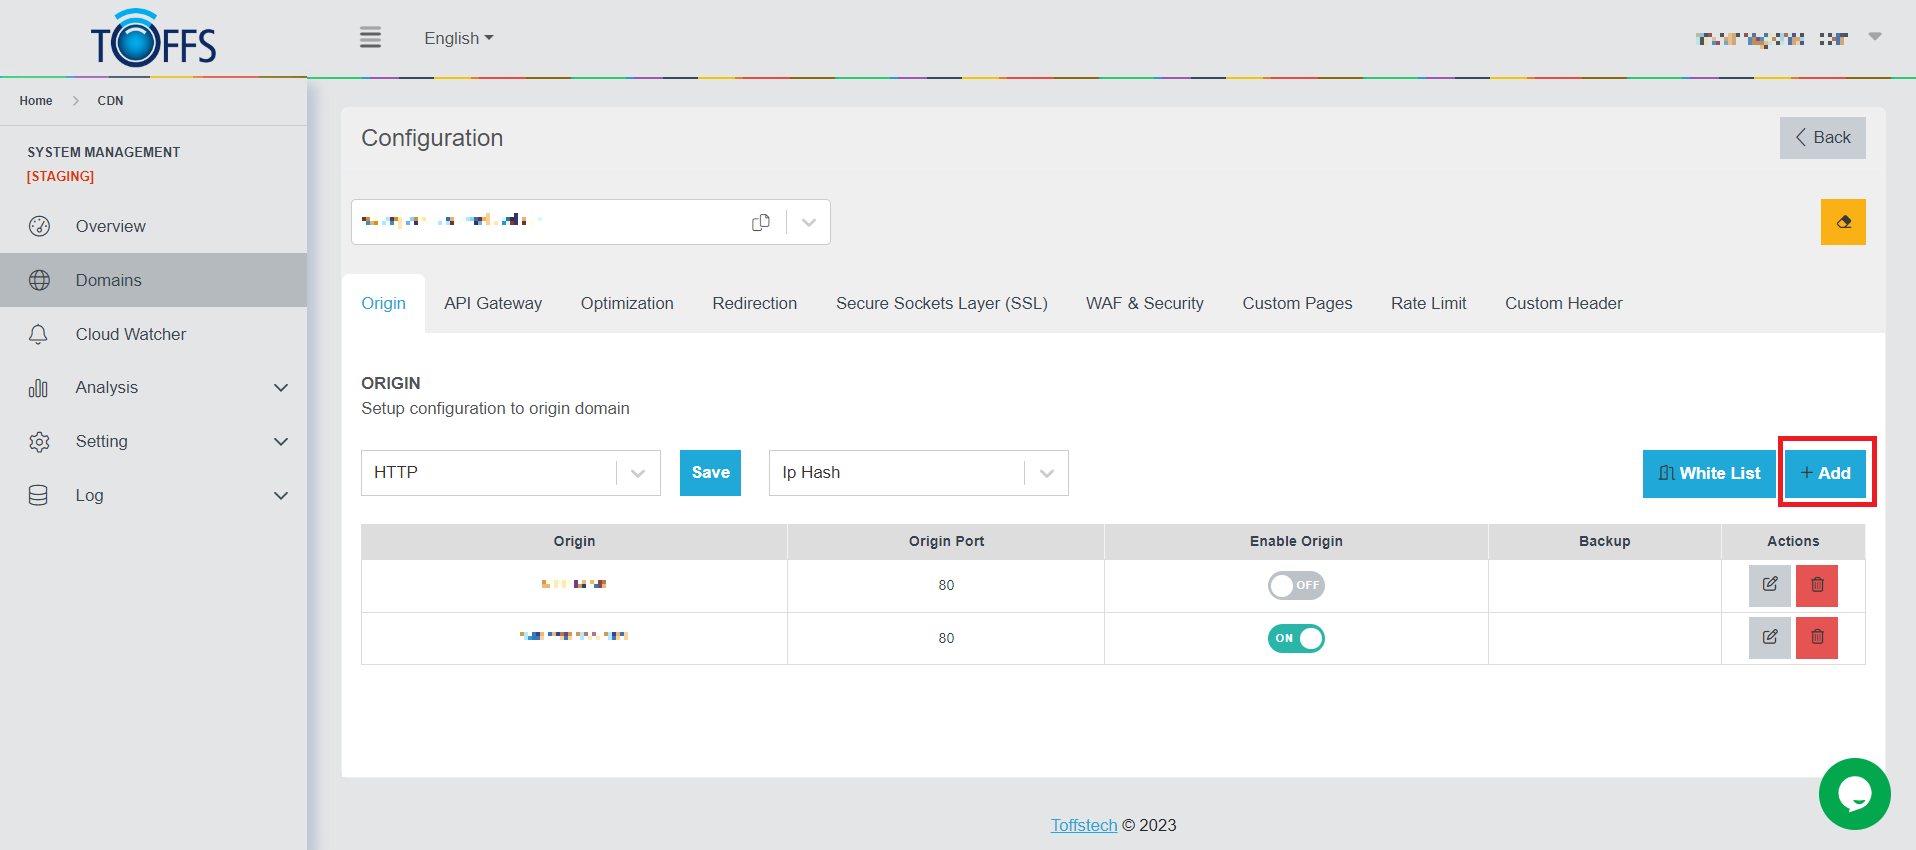 TOFFS
English
Home > CDN
SYSTEM MANAGEMENT
[STAGING]
Overview
Domains
Cloud Watcher
Analysis
Setting
Log
Configuration
Back
Origin API Gateway Optimization Redirection Secure Sockets Layer (SSL) WAF & Security Custom Pages Rate Limit Custom Header
ORIGIN
Setup configuration to origin domain
HTTP Save Ip Hash White List + Add
Origin Origin Port Enable Origin Backup Actions
80 OFF
80 ON
Toffstech © 2023